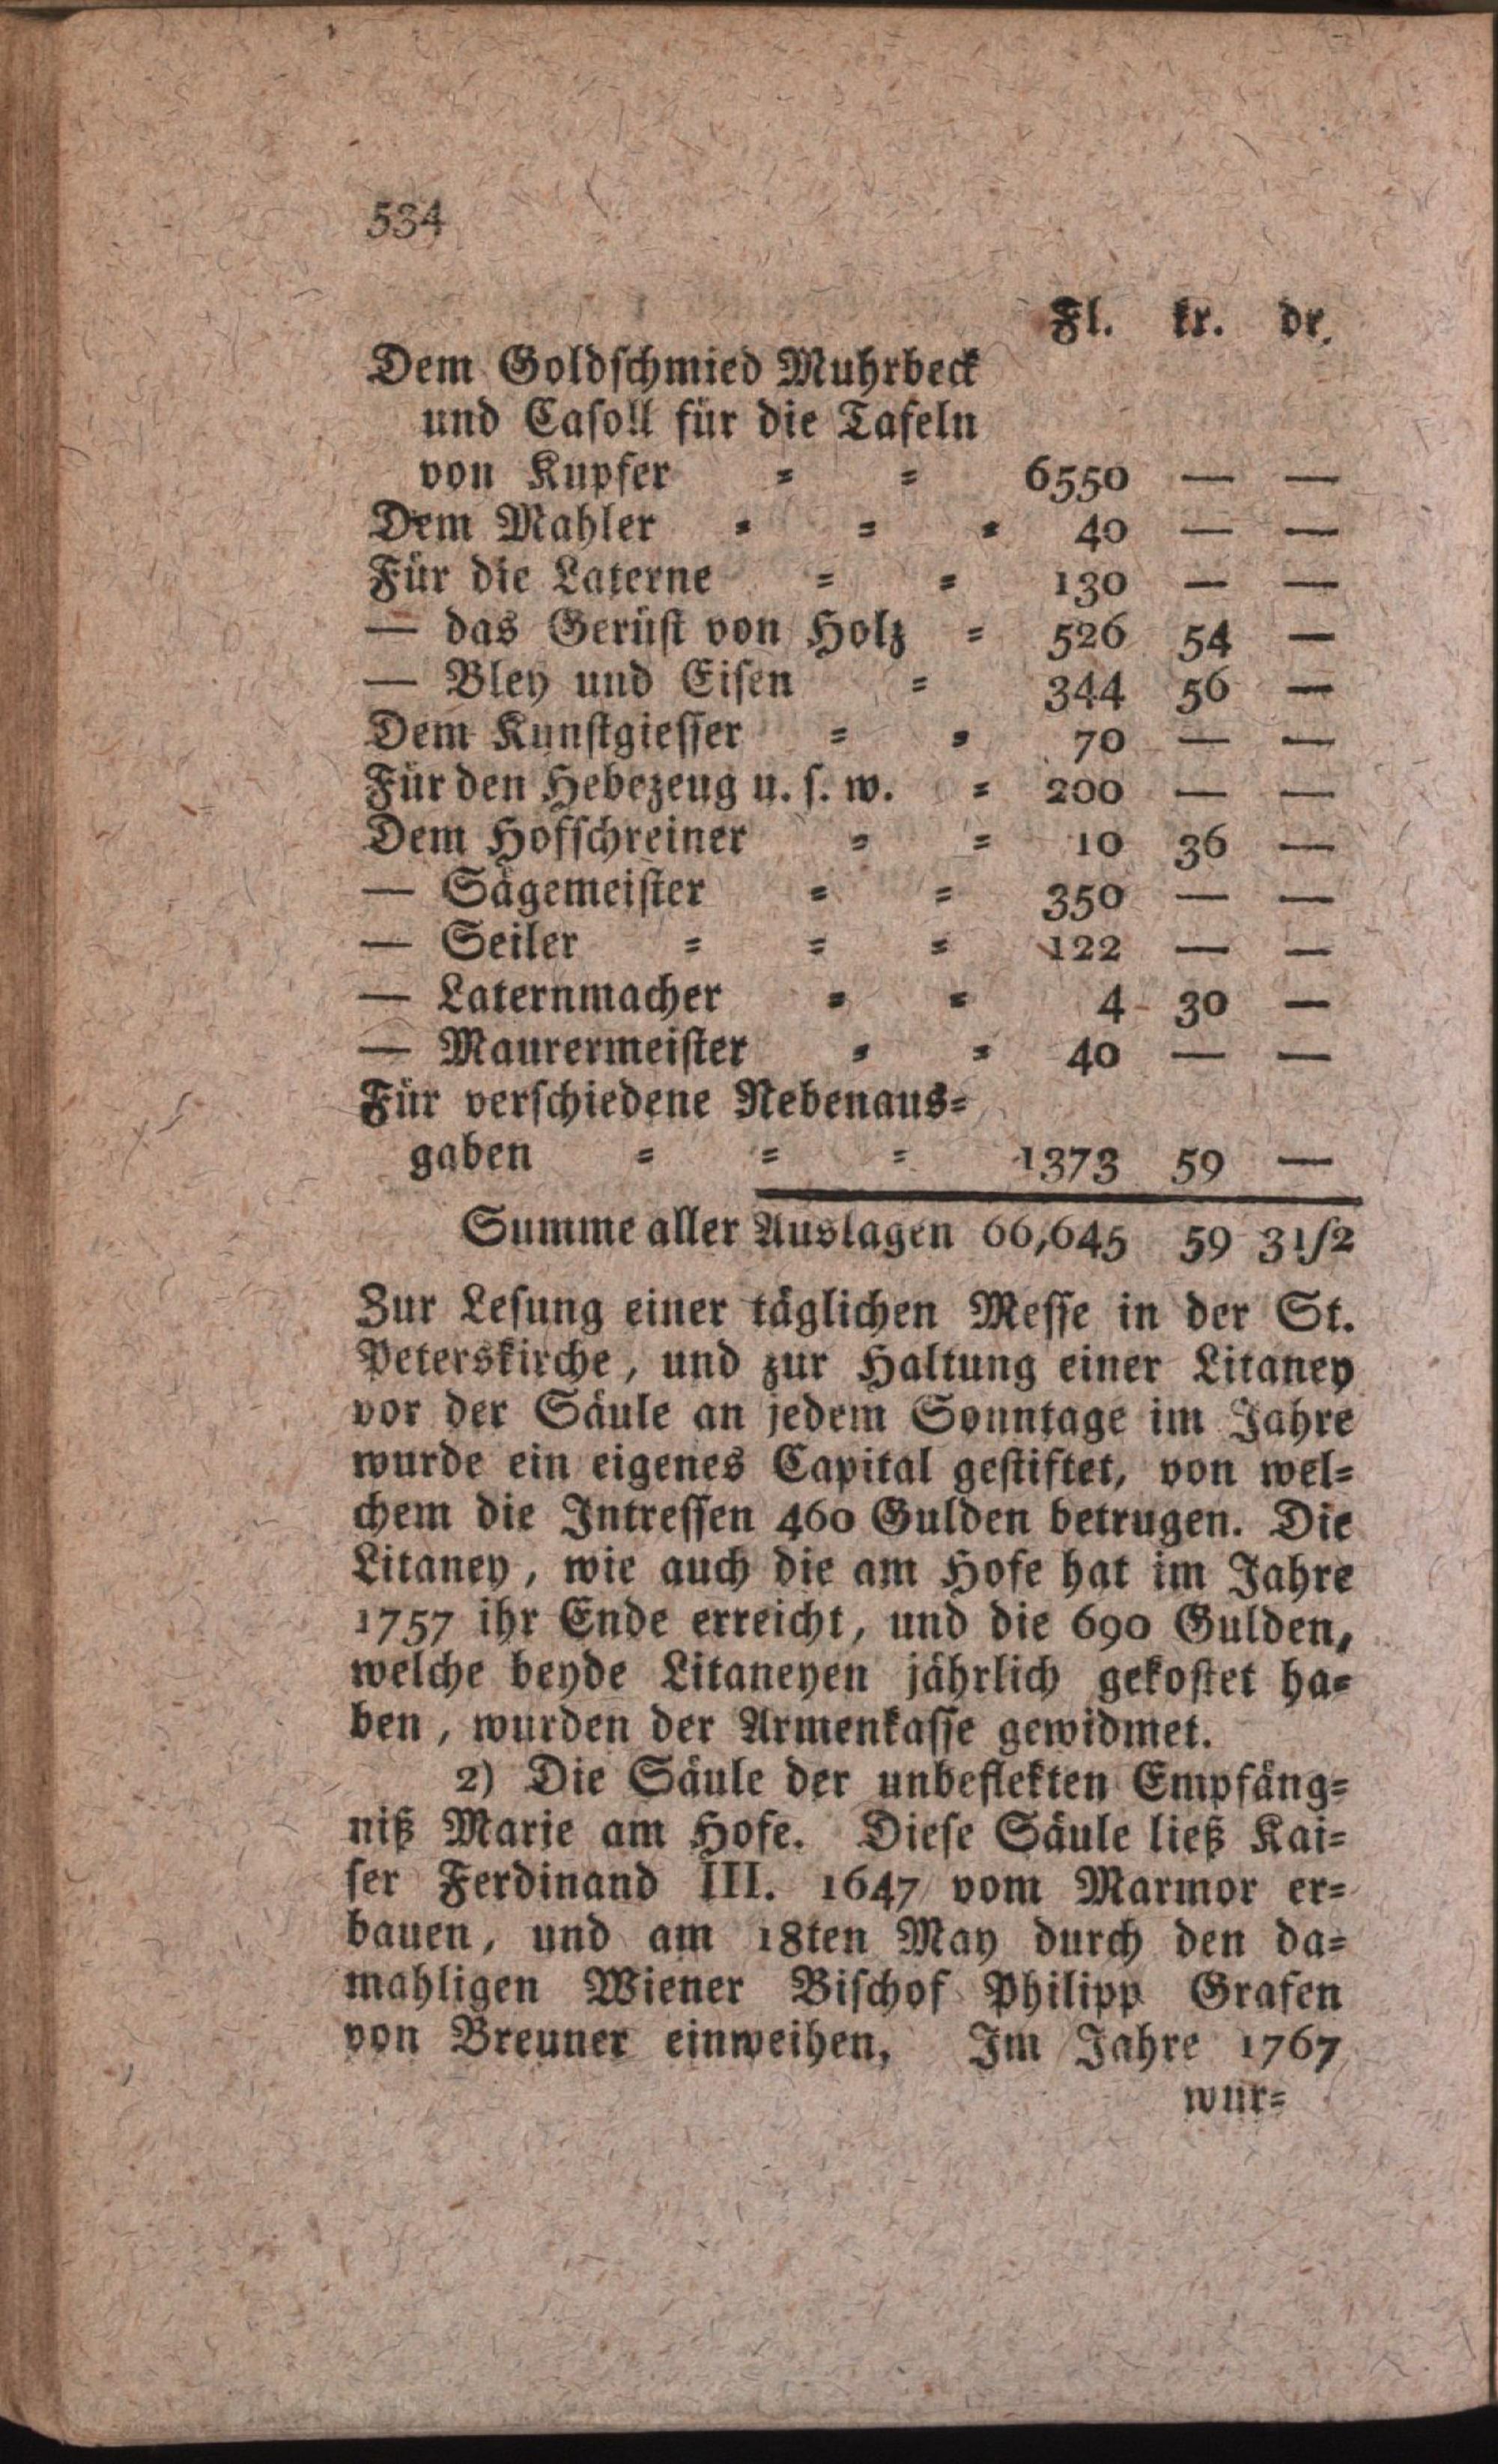 534
Fl. kr. dr.
Dem Goldschmied Muhrbeck
und Casoll für die Tafeln
von Kupfer = = 6550 — —
Dem Mahler = = = 40 — —
Für die Laterne = = 130 — —
— das Gerüst von Holz = 526 54 —
— Bley und Eisen = 344 56 —
Dem Kunstgiesser = = 70 — —
Für den Hebezeug u. s. w. = 200 — —
Dem Hofschreiner = = 10 36 —
— Sägemeister = = 350 — —
— Seiler = = = 122 — —
— Laternmacher = = 4 30 —
— Maurermeister = = 40 — —
Für verschiedene Nebenaus=
gaben = = = 1373 59 —
Summe aller Auslagen 66,645 59 3 1/2
Zur Lesung einer täglichen Messe in der St.
Peterskirche, und zur Haltung einer Litaney
vor der Säule an jedem Sonntage im Jahre
wurde ein eigenes Capital gestiftet, von wel=
chem die Intressen 460 Gulden betrugen. Die
Litaney, wie auch die am Hofe hat im Jahre
1757 ihr Ende erreicht, und die 690 Gulden,
welche beyde Litaneyen jährlich gekostet ha=
ben, wurden der Armenkasse gewidmet.
2) Die Säule der unbeflekten Empfäng=
niß Marie am Hofe. Diese Säule ließ Kai=
ser Ferdinand III. 1647 vom Marmor er=
bauen, und am 18ten May durch den da=
mahligen Wiener Bischof Philipp Grafen
von Breuner einweihen, Im Jahre 1767
wur=